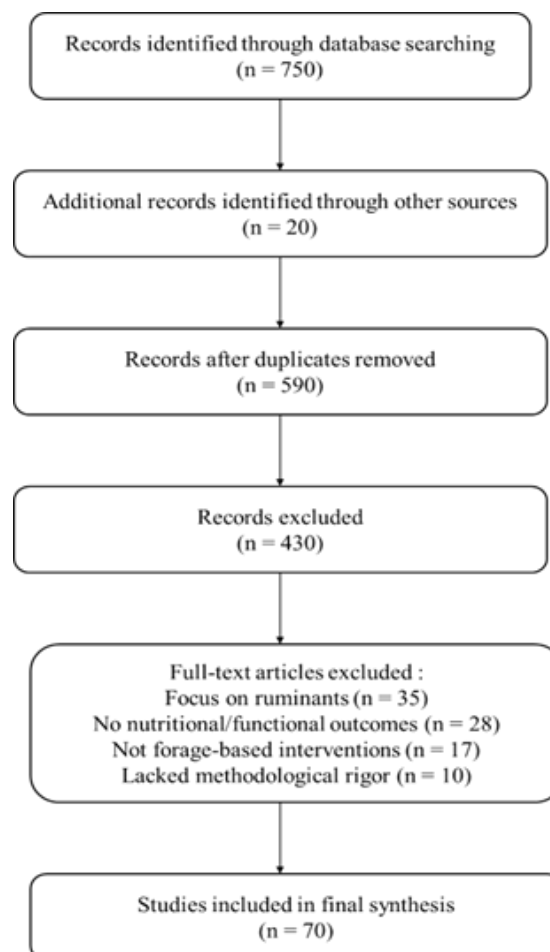 Records identified through database searching
(n = 750)
Additional records identified through other sources
(n = 20)
Records after duplicates removed
(n = 590)
Records excluded
(n = 430)
Full-text articles excluded :
Focus on ruminants (n = 35)
No nutritional/functional outcomes (n = 28)
Not forage-based interventions (n = 17)
Lacked methodological rigor (n = 10)
Studies included in final synthesis
(n = 70)